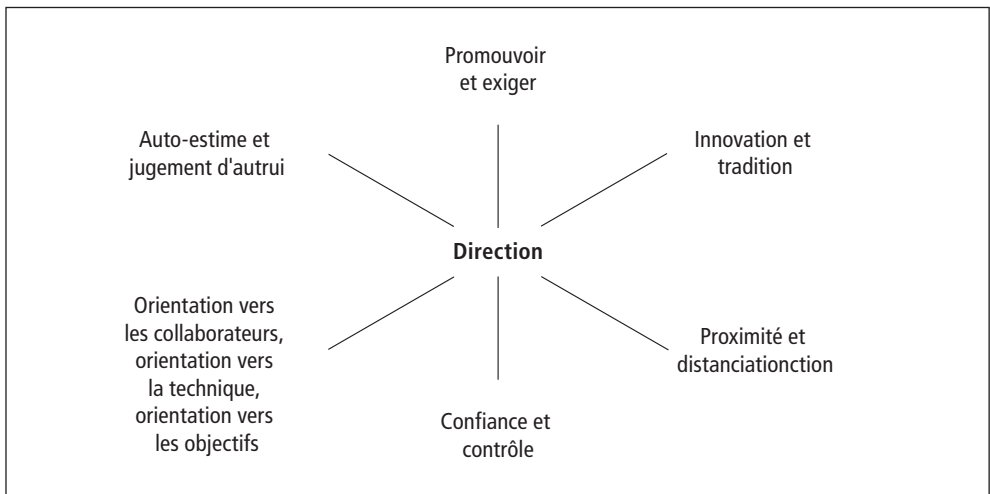 Promouvoir
et exiger
Auto-estime et
jugement d'autrui
Innovation et
tradition
Direction
Orientation vers
les collaborateurs,
orientation vers
la technique,
orientation vers
les objectifs
Proximité et
distanciationction
Confiance et
contrôle